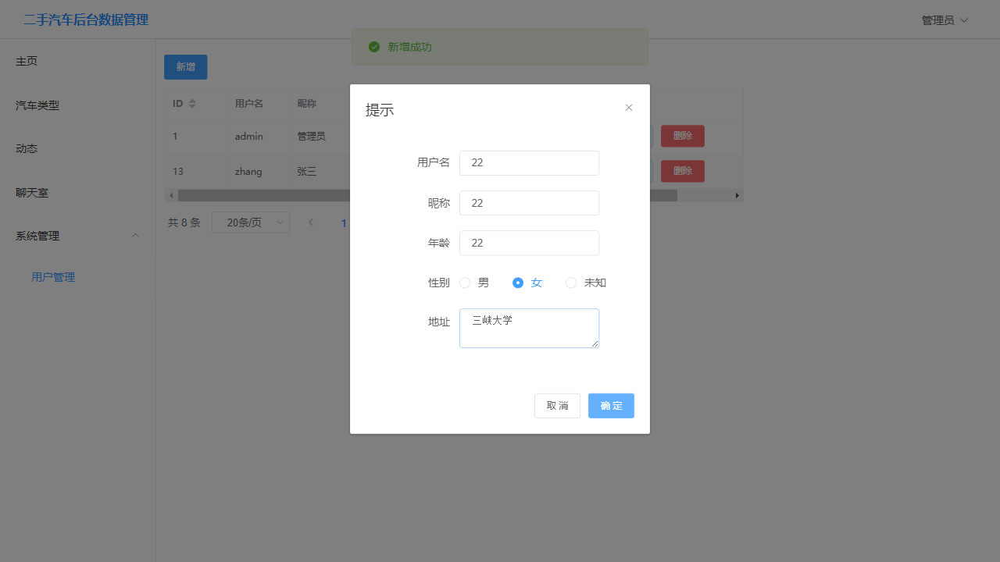 二手汽车后台数据管理
管理员
新增成功
主页
汽车类型
动态
聊天室
系统管理
用户管理
新增
ID 用户名 昵称
1 admin 管理员 删除
13 zhang 张三 删除
共 8 条 20条/页 1
提示
用户名 22
昵称 22
年龄 22
性别 男 女 未知
地址 三峡大学
取 消 确 定